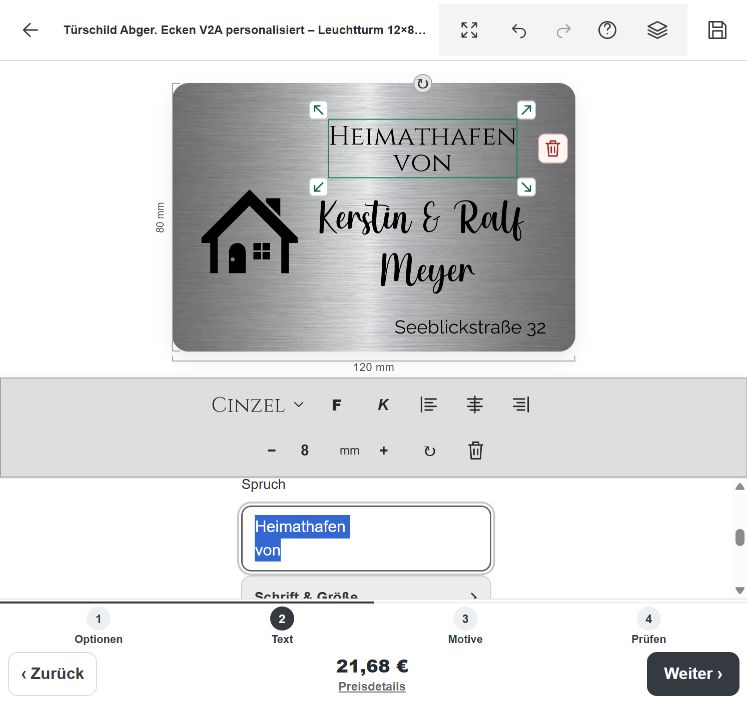 Türschild Abger. Ecken V2A personalisiert – Leuchtturm 12×8...
HEIMATHAFEN
VON
Kerstin & Ralf
Meyer
Seeblickstraße 32
80 mm
120 mm
CINZEL
F
K
− 8 mm +
Spruch
Heimathafen
von
Schrift & Größe
1
Optionen
2
Text
3
Motive
4
Prüfen
‹ Zurück
21,68 €
Preisdetails
Weiter ›